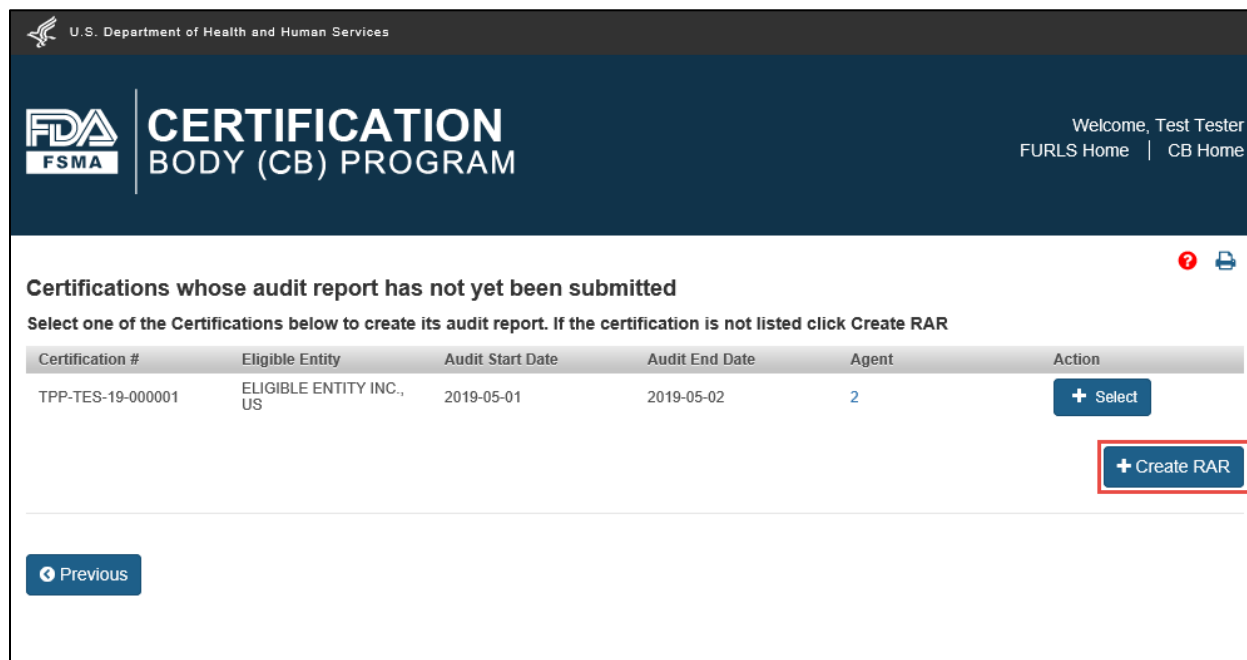 U.S. Department of Health and Human Services
FDA
FSMA
CERTIFICATION
BODY (CB) PROGRAM
Welcome, Test Tester
FURLS Home | CB Home
?
Certifications whose audit report has not yet been submitted
Select one of the Certifications below to create its audit report. If the certification is not listed click Create RAR
Certification # Eligible Entity Audit Start Date Audit End Date Agent Action
TPP-TES-19-000001 ELIGIBLE ENTITY INC., 2019-05-01 2019-05-02 2 + Select
US
+ Create RAR
Previous